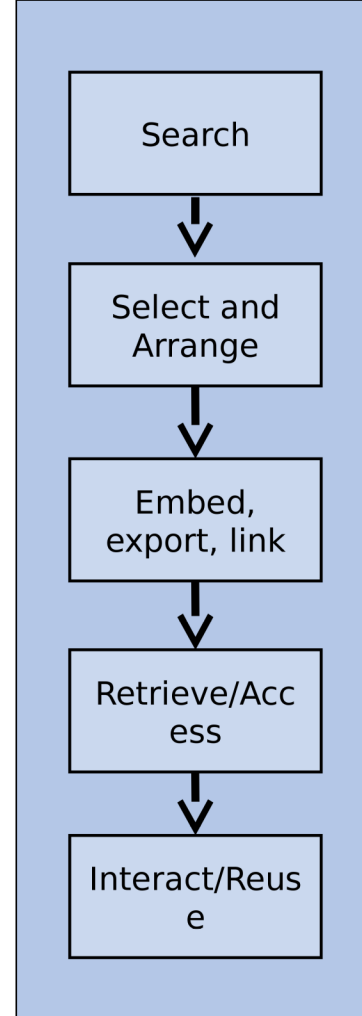 Search
Select and
Arrange
Embed,
export, link
Retrieve/Acc
ess
Interact/Reus
e